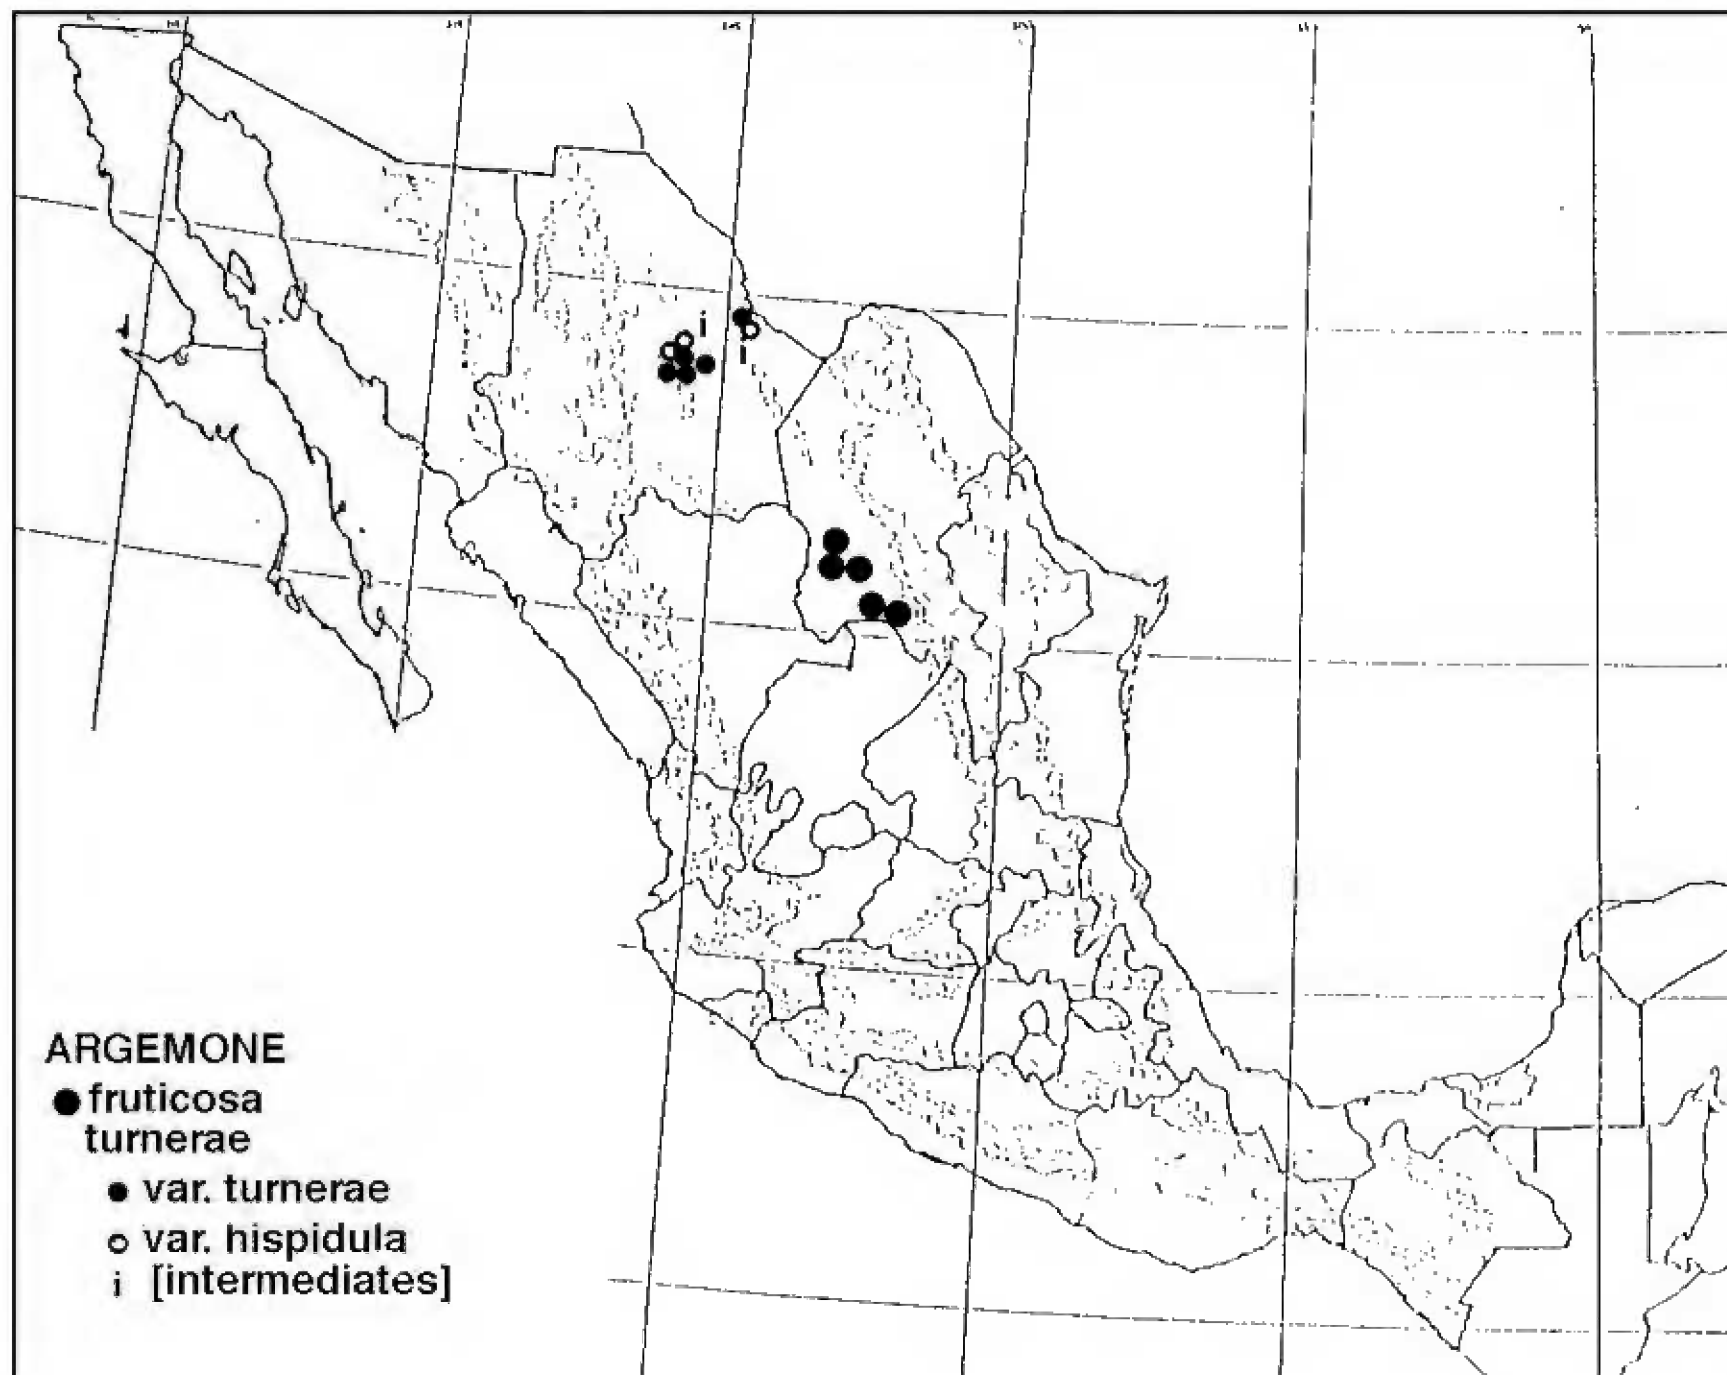 i
i
ARGEMONE
fruticosa
turnerae
var. turnerae
var. hispidula
i [intermediates]